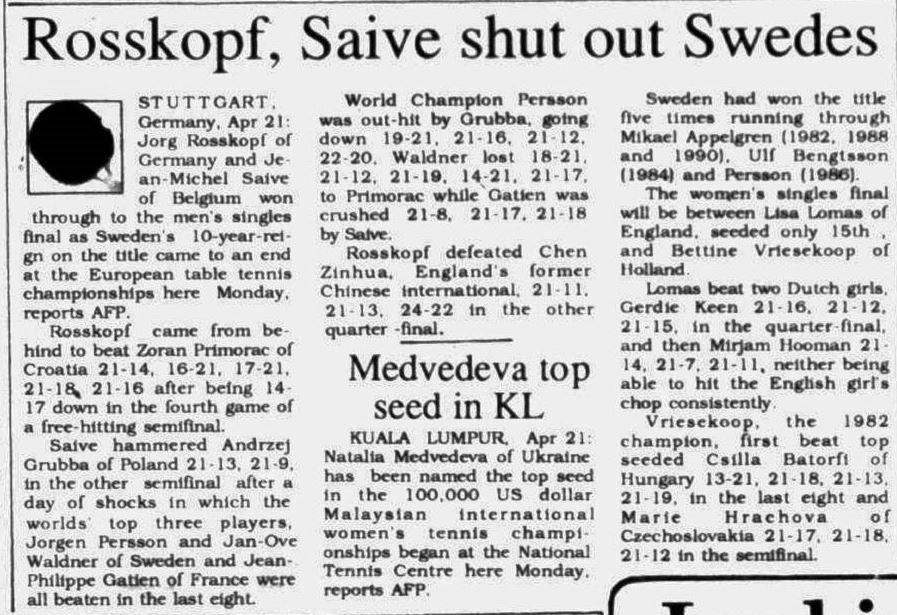 Rosskopf, Saive shut out Swedes
STUTTGART,
Germany, Apr 21:
Jorg Rosskopf of
Germany and Je-
an-Michel Saive
of Belgium won
through to the men's singles
final as Sweden's 10-year-rei-
gn on the title came to an end
at the European table tennis
championships here Monday,
reports AFP.
Rosskopf came from be-
hind to beat Zoran Primorac of
Croatia 21-14, 16-21, 17-21,
21-18, 21-16 after being 14-
17 down in the fourth game of
a free-hitting semifinal.
Saive hammered Andrzej
Grubba of Poland 21-13, 21-9,
in the other semifinal after a
day of shocks in which the
worlds' top three players,
Jorgen Persson and Jan-Ove
Waldner of Sweden and Jean-
Philippe Gatien of France were
all beaten in the last eight.
World Champion Persson
was out-hit by Grubba, going
down 19-21, 21-16, 21-12,
22-20, Waldner lost 18-21,
21-12, 21-19, 14-21, 21-17,
to Primorac while Gatien was
crushed 21-8, 21-17, 21-18
by Saive.
Rosskopf defeated Chen
Zinhua, England's former
Chinese international, 21-11,
21-13, 24-22 in the other
quarter -final.
Medvedeva top
seed in KL
KUALA LUMPUR, Apr 21:
Natalia Medvedeva of Ukraine
has been named the top seed
in the 100,000 US dollar
Malaysian international
women's tennis champi-
onships began at the National
Tennis Centre here Monday,
reports AFP.
Sweden had won the title
five times running through
Mikael Appelgren (1982, 1988
and 1990), Ulf Bengtsson
(1984) and Persson (1986).
The women's singles final
will be between Lisa Lomas of
England, seeded only 15th ,
and Bettine Vriesekoop of
Holland.
Lomas beat two Dutch girls,
Gerdie Keen 21-16, 21-12,
21-15, in the quarter-final,
and then Mirjam Hooman 21-
14, 21-7, 21-11, neither being
able to hit the English girl's
chop consistently.
Vriesekoop, the 1982
champion, first beat top
seeded Csilla Batorfi of
Hungary 13-21, 21-18, 21-13,
21-19, in the last eight and
Marie Hrachova of
Czechoslovakia 21-17, 21-18,
21-12 in the semifinal.